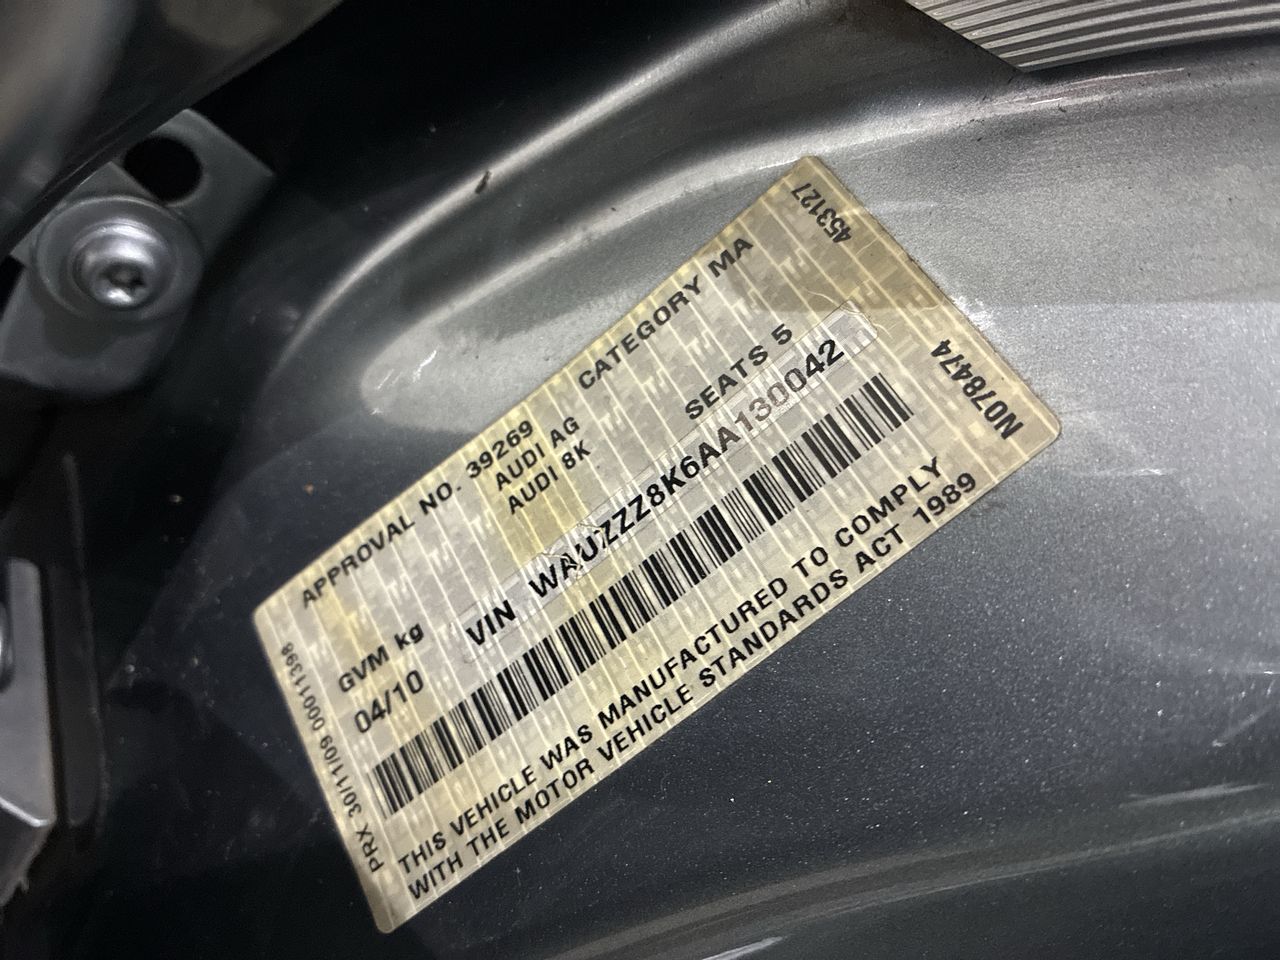 453127
APPROVAL NO. 39269 CATEGORY MA
AUDI AG
AUDI 8K SEATS 5
GVM kg
04/10 VIN WAUZZZ8K6AA130042
N078474
THIS VEHICLE WAS MANUFACTURED TO COMPLY
WITH THE MOTOR VEHICLE STANDARDS ACT 1989
PRX 30/11/09 00011398